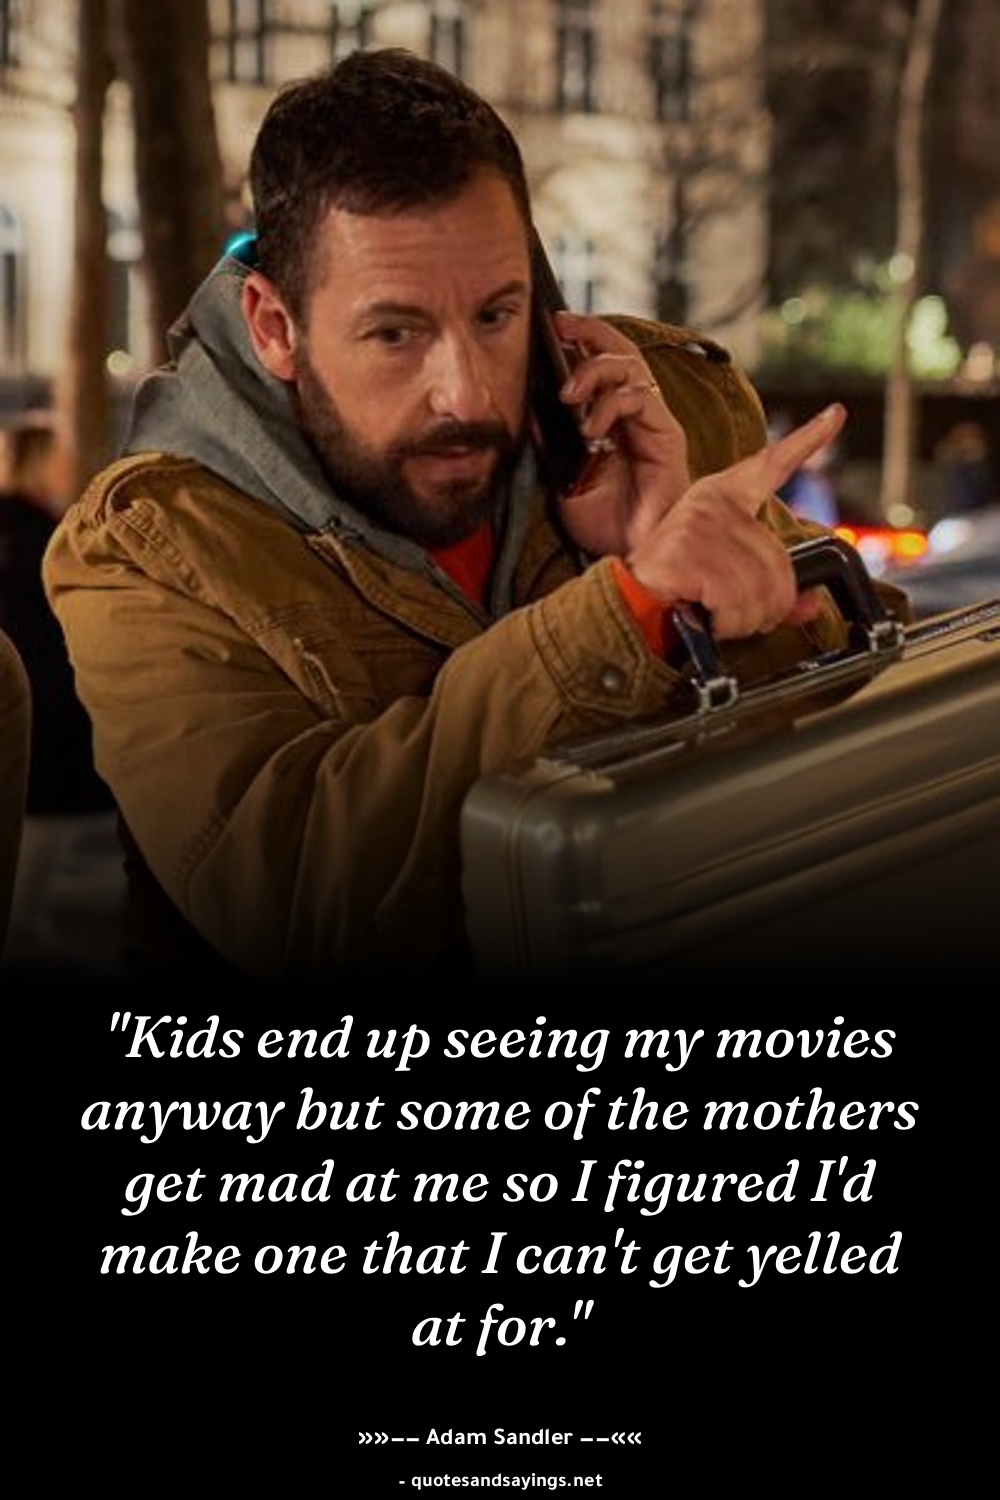 "Kids end up seeing my movies
anyway but some of the mothers
get mad at me so I figured I'd
make one that I can't get yelled
at for."
»»–– Adam Sandler ––««
- quotesandsayings.net